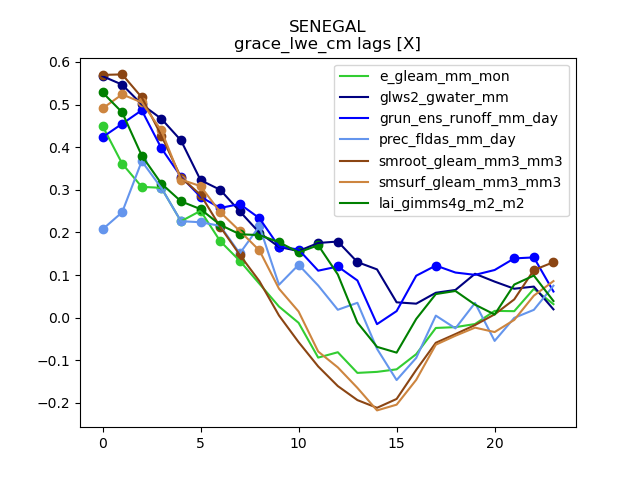 SENEGAL
grace_lwe_cm lags [X]
e_gleam_mm_mon
glws2_gwater_mm
grun_ens_runoff_mm_day
prec_fldas_mm_day
smroot_gleam_mm3_mm3
smsurf_gleam_mm3_mm3
lai_gimms4g_m2_m2
0.6
0.5
0.4
0.3
0.2
0.1
0.0
−0.1
−0.2
0 5 10 15 20